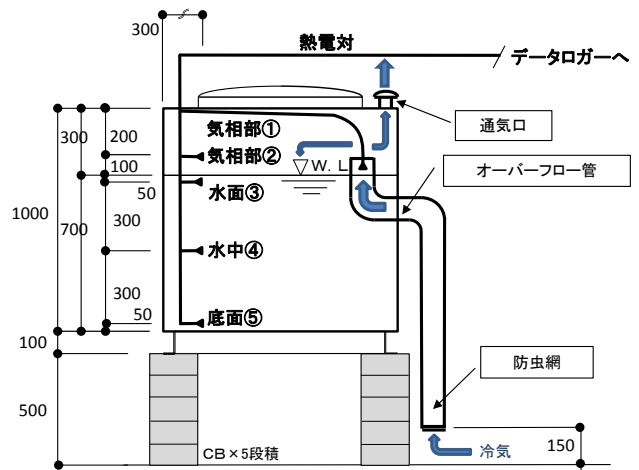 300
熱電対
データロガーへ
気相部①
通気口
300
200
気相部②
100
W. L
オーバーフロー管
50
水面③
1000
700
300
水中④
300
50
底面⑤
100
防虫網
500
CB×5段積
冷気
150